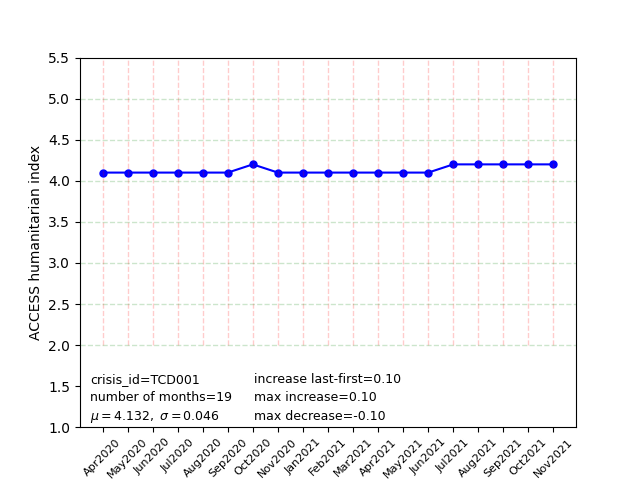 5.5
5.0
4.5
4.0
3.5
3.0
2.5
2.0
1.5
1.0
ACCESS humanitarian index
crisis_id=TCD001
number of months=19
μ=4.132, σ=0.046
increase last-first=0.10
max increase=0.10
max decrease=-0.10
Apr2020
May2020
Jun2020
Jul2020
Aug2020
Sep2020
Oct2020
Nov2020
Jan2021
Feb2021
Mar2021
Apr2021
May2021
Jun2021
Jul2021
Aug2021
Sep2021
Oct2021
Nov2021